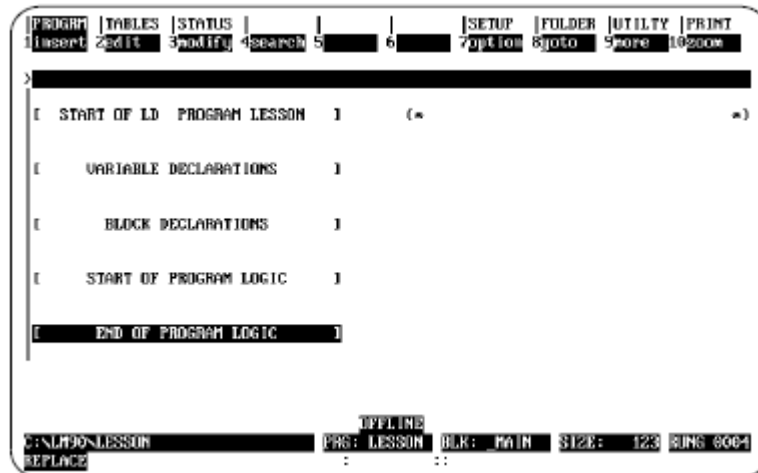 PROGRM TABLES STATUS SETUP FOLDER UTILTY PRINT
1insert 2edit 3modify 4search 5 6 7option 8goto 9more 10zoom
>
[ START OF LD PROGRAM LESSON ] (* *)
[ VARIABLE DECLARATIONS ]
[ BLOCK DECLARATIONS ]
[ START OF PROGRAM LOGIC ]
[ END OF PROGRAM LOGIC ]
OFFLINE
C:\LM90\LESSON PRG: LESSON BLK: _MAIN SIZE: 123 RUNG 0004
REPLACE : ::